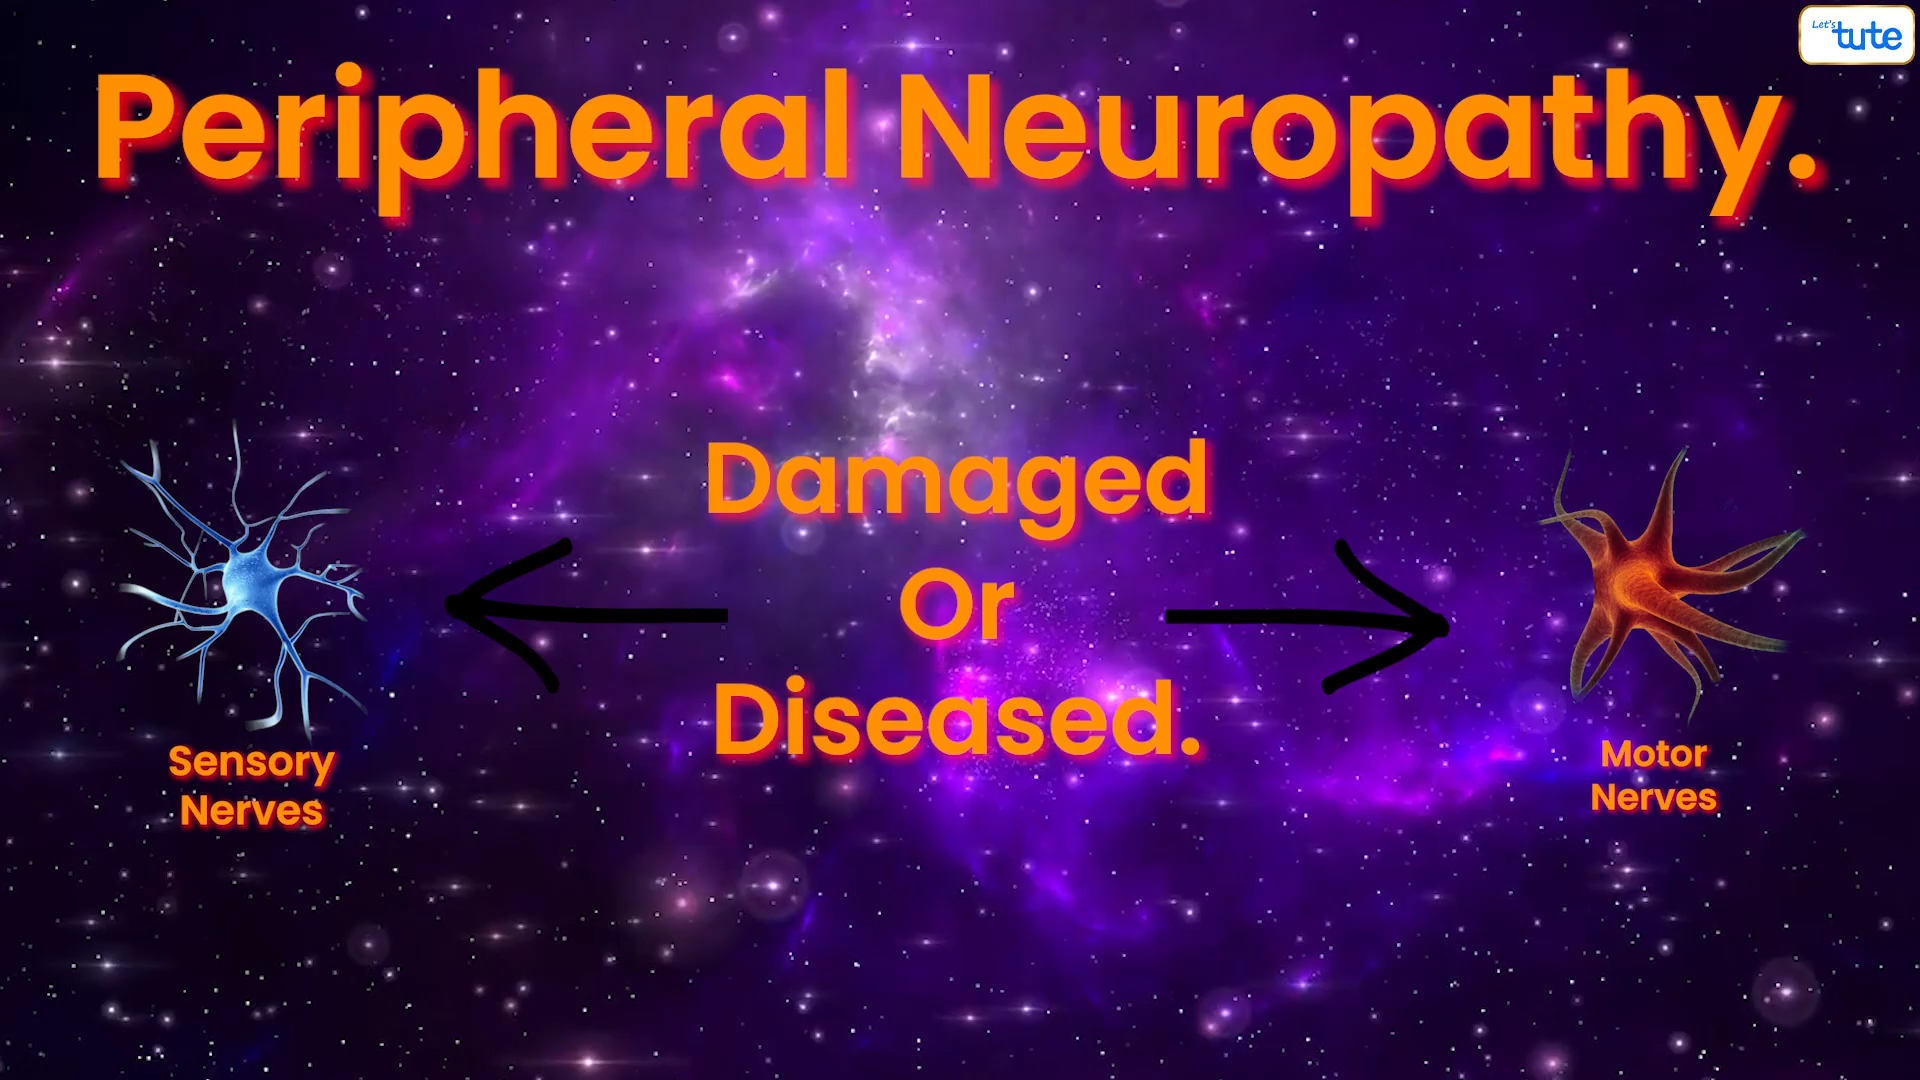 Let's
tute
Peripheral Neuropathy.
Damaged
Or
Diseased.
Sensory
Nerves
Motor
Nerves